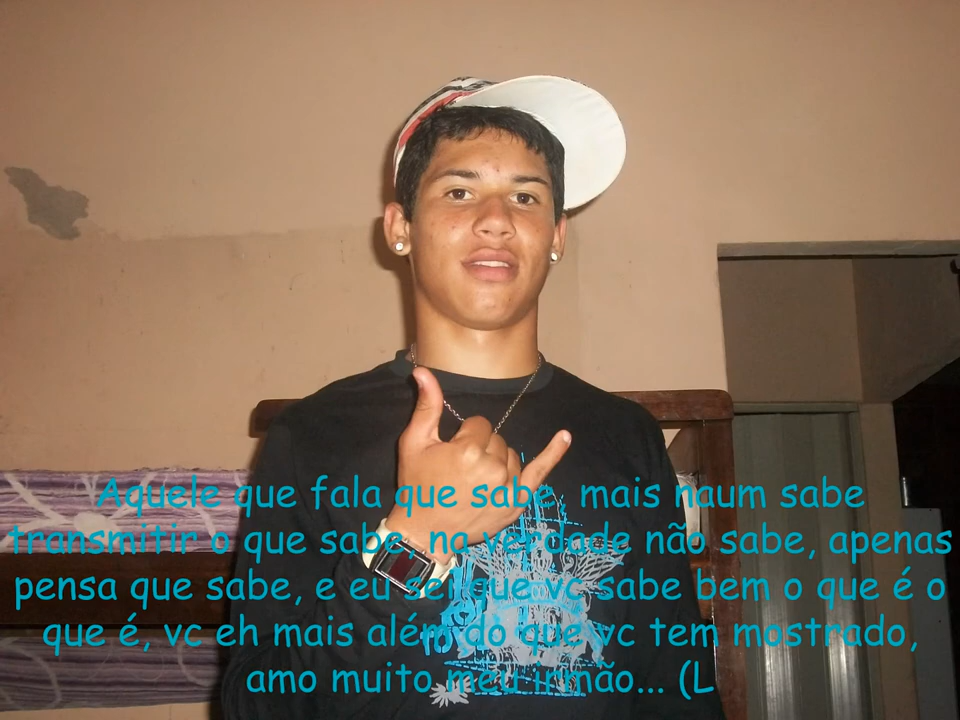 Aquele que fala que sabe, mais naum sabe
transmitir o que sabe, na verdade não sabe, apenas
pensa que sabe, e eu sei que vc sabe bem o que é o
que é, vc eh mais além do que vc tem mostrado,
amo muito meu irmão... (L